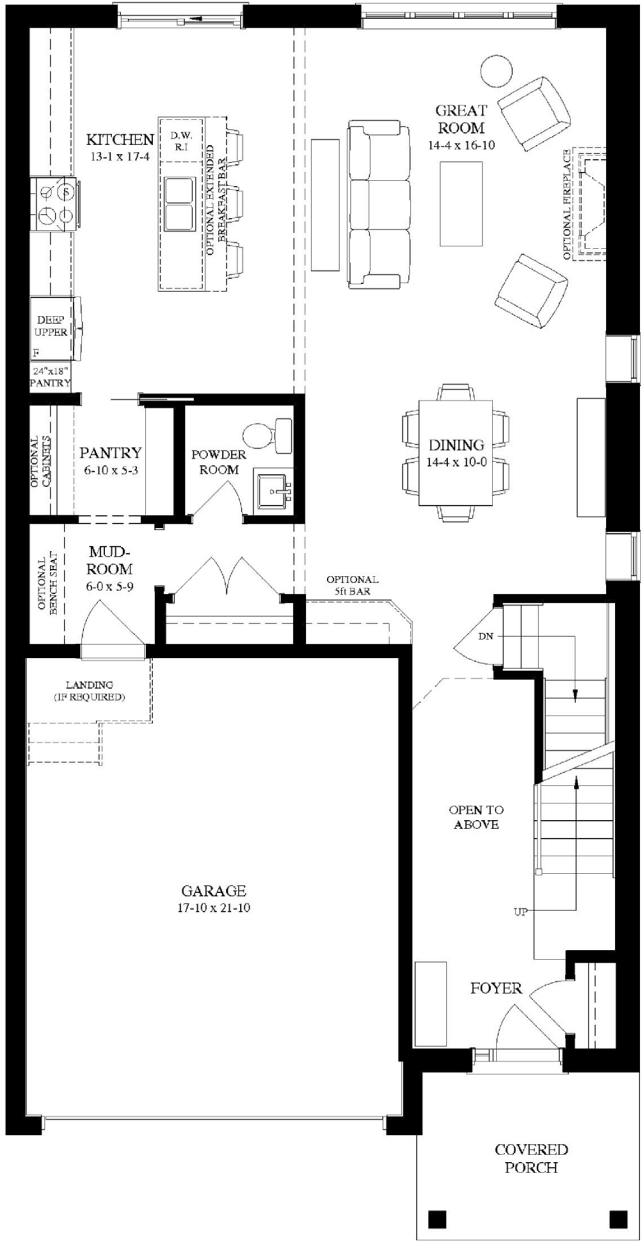 KITCHEN
13-1 x 17-4
D.W.
R.I
OPTIONAL EXTENDED
BREAKFAST BAR
GREAT
ROOM
14-4 x 16-10
OPTIONAL FIREPLACE
S
DEEP
UPPER
F
24"x18"
PANTRY
OPTIONAL
CABINETS
PANTRY
6-10 x 5-3
POWDER
ROOM
DINING
14-4 x 10-0
OPTIONAL
BENCH SEAT
MUD-
ROOM
6-0 x 5-9
OPTIONAL
5ft BAR
DN
LANDING
(IF REQUIRED)
OPEN TO
ABOVE
GARAGE
17-10 x 21-10
UP
FOYER
COVERED
PORCH